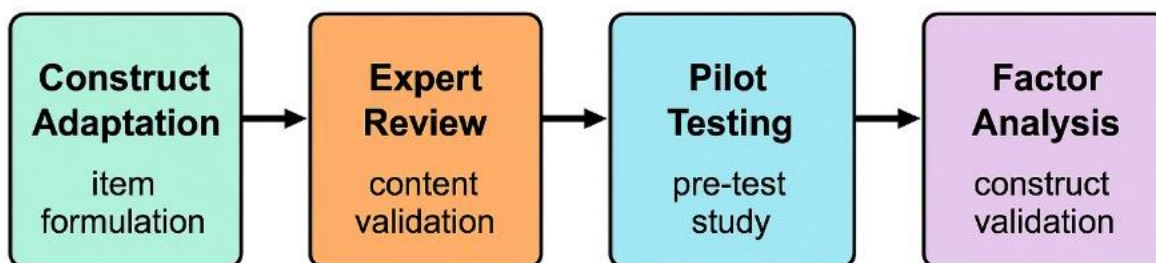 Construct
Adaptation
item
formulation
Expert
Review
content
validation
Pilot
Testing
pre-test
study
Factor
Analysis
construct
validation